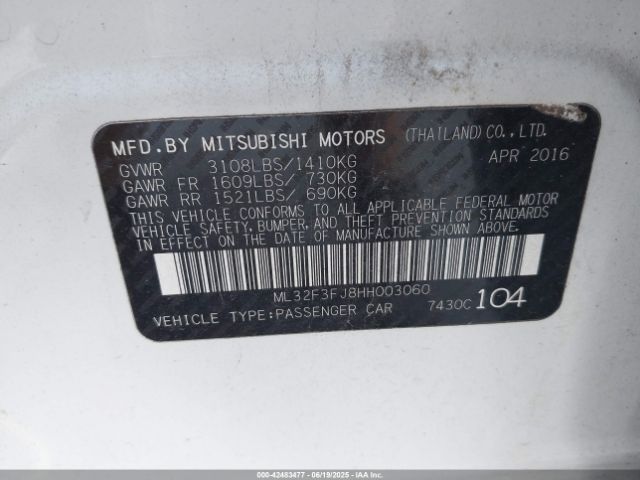 MFD.BY MITSUBISHI MOTORS (THAILAND)CO.,LTD.
GVWR 3108LBS/1410KG APR 2016
GAWR FR 1609LBS/ 730KG
GAWR RR 1521LBS/ 690KG
THIS VEHICLE CONFORMS TO ALL APPLICABLE FEDERAL MOTOR
VEHICLE SAFETY, BUMPER, AND THEFT PREVENTION STANDARDS
IN EFFECT ON THE DATE OF MANUFACTURE SHOWN ABOVE.
ML32F3FJ8HH003060
VEHICLE TYPE:PASSENGER CAR 7430C 104
000-42483477 - 06/19/2025 - IAAI